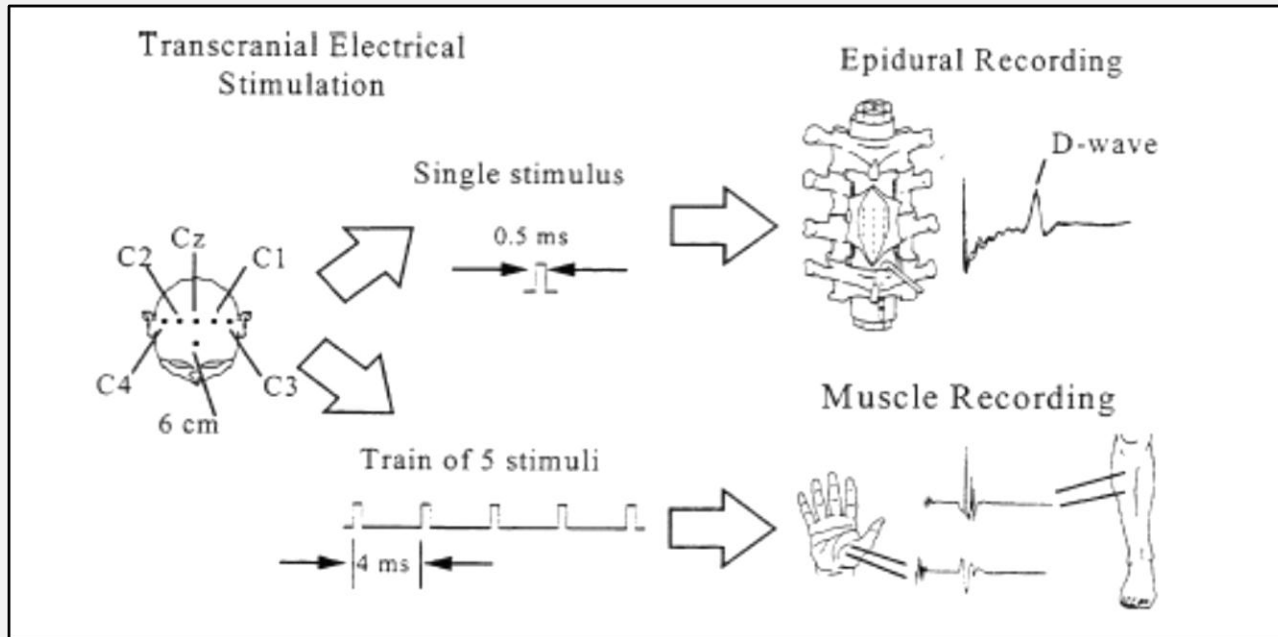 Transcranial Electrical
Stimulation
Epidural Recording
D-wave
Single stimulus
0.5 ms
Cz
C2
C1
C4
C3
6 cm
Muscle Recording
Train of 5 stimuli
4 ms